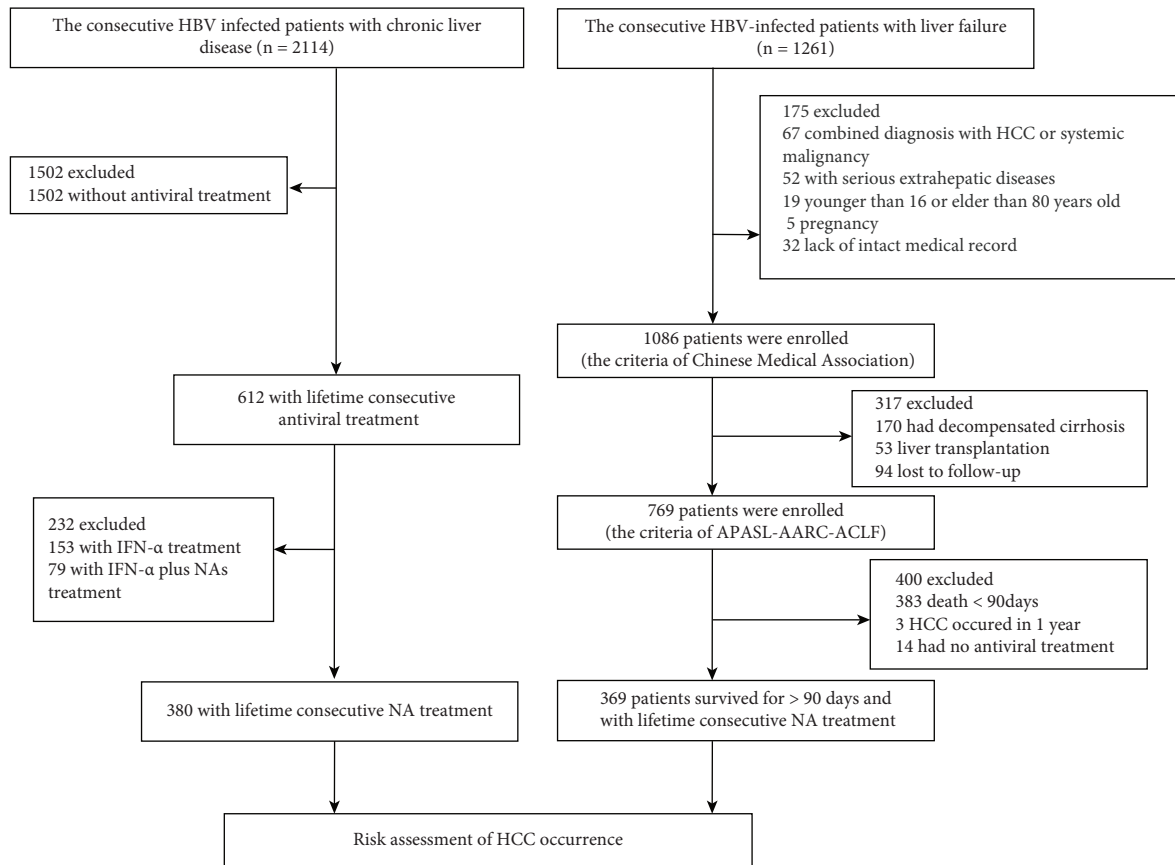 The consecutive HBV infected patients with chronic liver
disease (n = 2114)
1502 excluded
1502 without antiviral treatment
612 with lifetime consecutive
antiviral treatment
232 excluded
153 with IFN-α treatment
79 with IFN-α plus NAs
treatment
380 with lifetime consecutive NA treatment
The consecutive HBV-infected patients with liver failure
(n = 1261)
175 excluded
67 combined diagnosis with HCC or systemic
malignancy
52 with serious extrahepatic diseases
19 younger than 16 or elder than 80 years old
5 pregnancy
32 lack of intact medical record
1086 patients were enrolled
(the criteria of Chinese Medical Association)
317 excluded
170 had decompensated cirrhosis
53 liver transplantation
94 lost to follow-up
769 patients were enrolled
(the criteria of APASL-AARC-ACLF)
400 excluded
383 death < 90days
3 HCC occured in 1 year
14 had no antiviral treatment
369 patients survived for > 90 days and
with lifetime consecutive NA treatment
Risk assessment of HCC occurrence